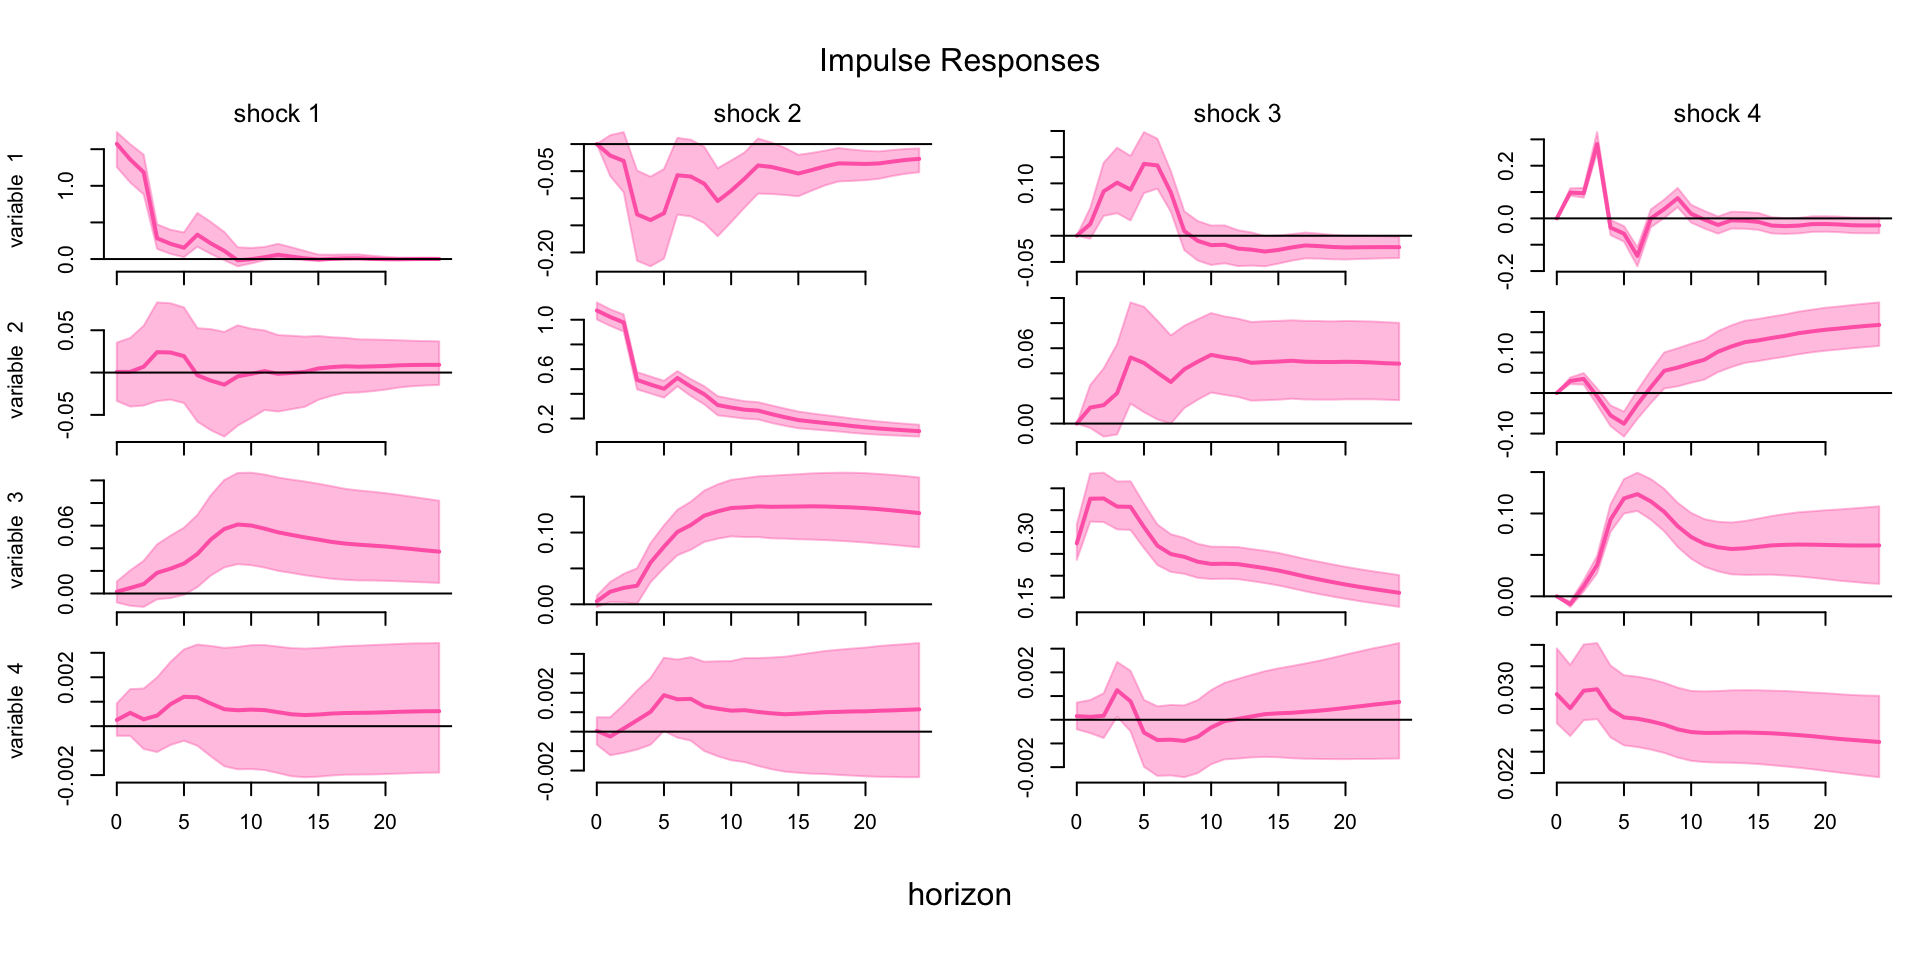 Impulse Responses
shock 1 shock 2 shock 3 shock 4
variable 1
0.0 1.0
-0.20 -0.05
-0.05 0.10
-0.2 0.0 0.2
variable 2
-0.05 0.05
0.2 0.6 1.0
0.00 0.06
-0.10 0.10
variable 3
0.00 0.06
0.00 0.10
0.15 0.30
0.00 0.10
variable 4
-0.002 0.002
-0.002 0.002
-0.002 0.002
0.022 0.030
0 5 10 15 20 0 5 10 15 20 0 5 10 15 20 0 5 10 15 20
horizon